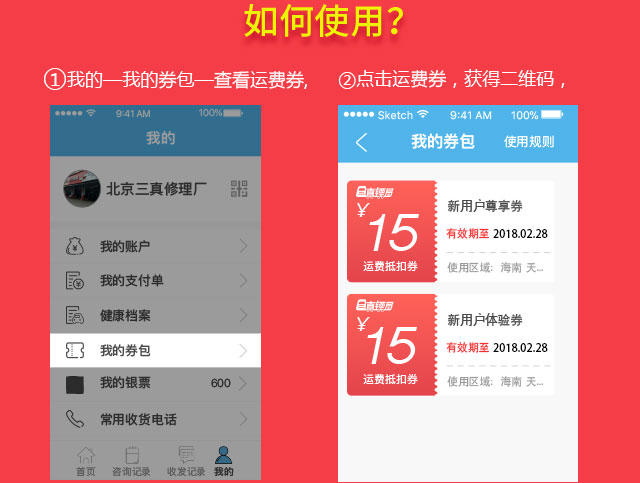 如何使用?
①我的—我的券包—查看运费券,
②点击运费券，获得二维码，
9:41 AM 100%
我的
北京三真修理厂
我的账户
我的支付单
健康档案
我的券包
我的银票 600
常用收货电话
首页 咨询记录 收发记录 我的
Sketch 9:41 AM 100%
我的券包 使用规则
¥
15
运费抵扣券
新用户尊享券
有效期至 2018.02.28
使用区域: 海南 天...
¥
15
运费抵扣券
新用户体验券
有效期至 2018.02.28
使用区域: 海南 天...